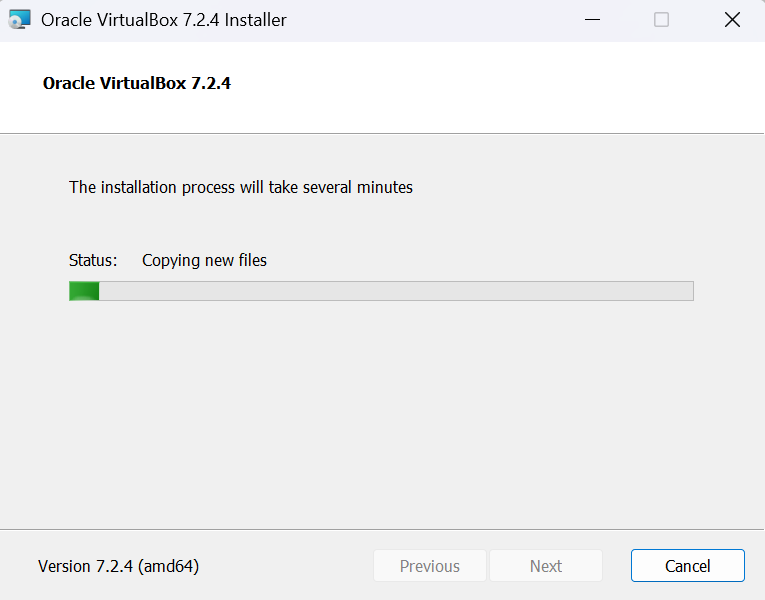 Oracle VirtualBox 7.2.4 Installer
Oracle VirtualBox 7.2.4
The installation process will take several minutes
Status: Copying new files
Version 7.2.4 (amd64) Previous Next Cancel